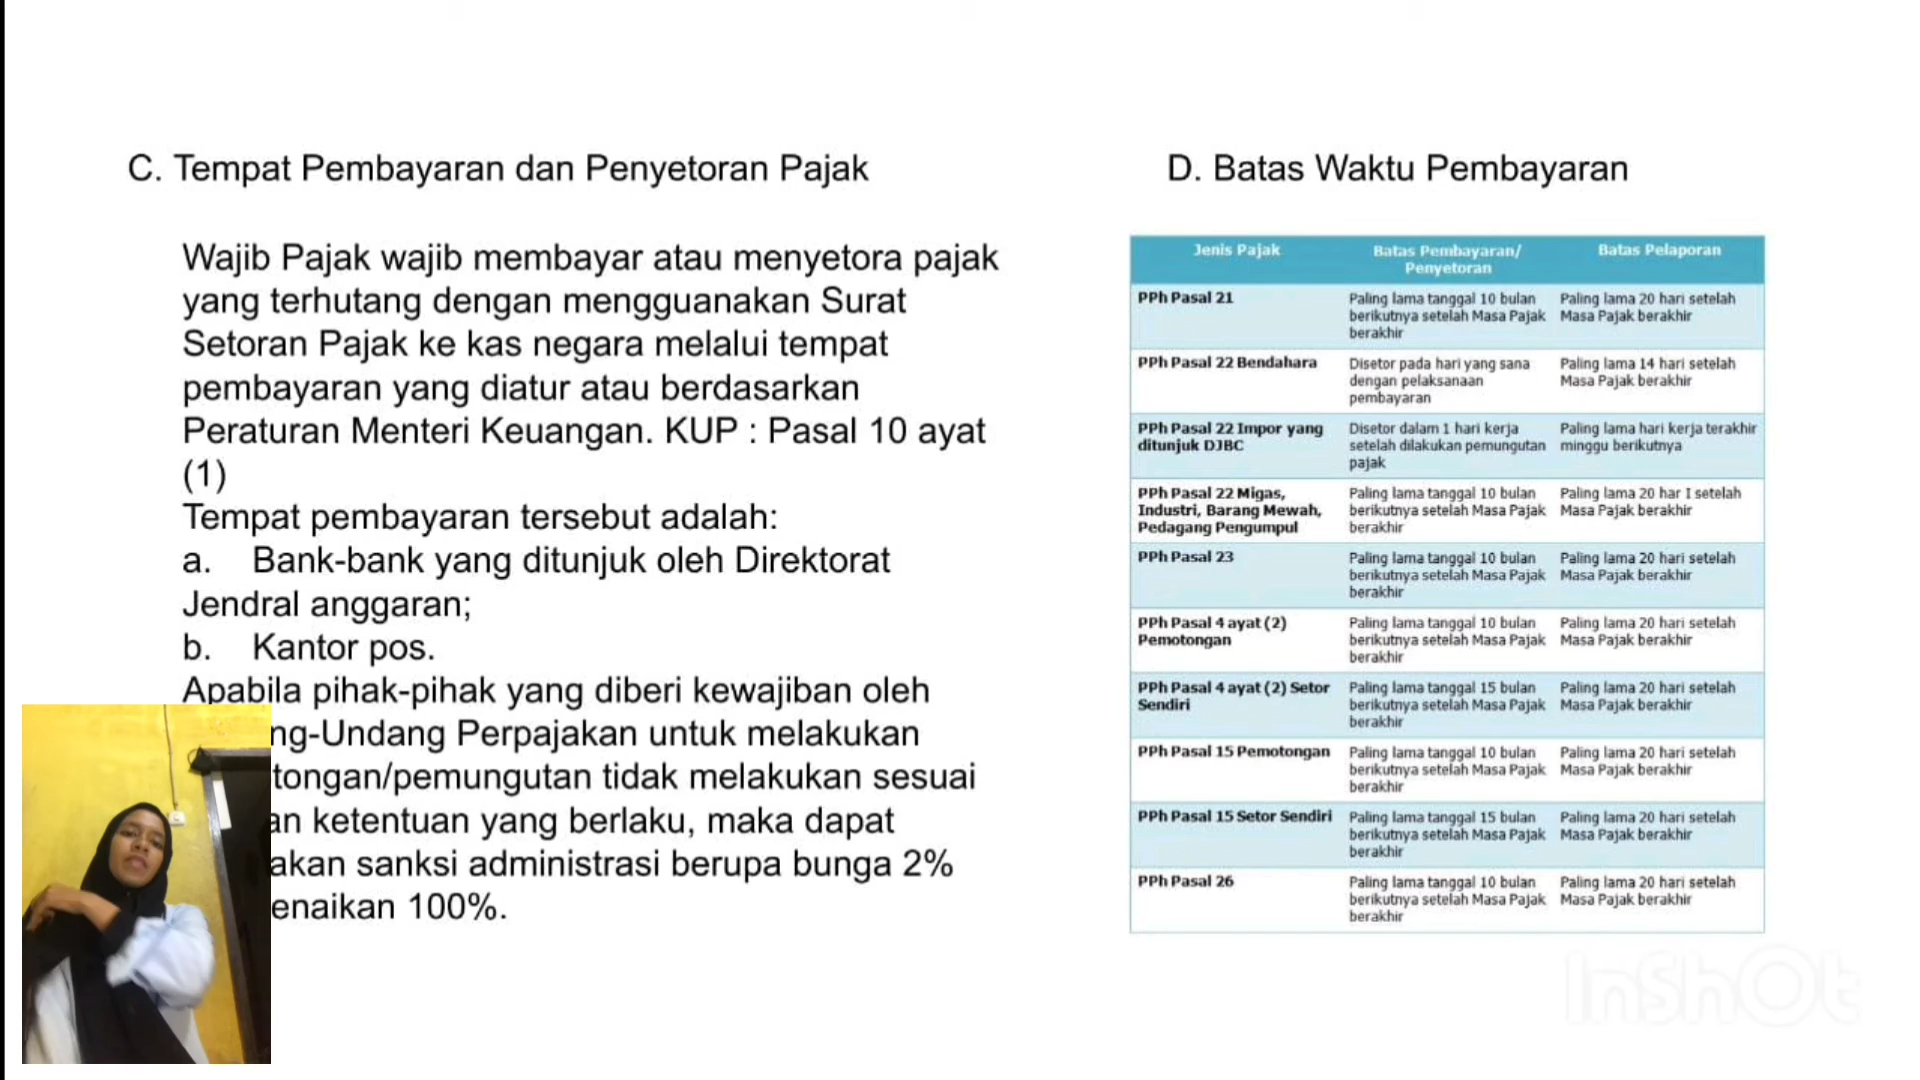 C. Tempat Pembayaran dan Penyetoran Pajak
Wajib Pajak wajib membayar atau menyetora pajak
yang terhutang dengan mengguanakan Surat
Setoran Pajak ke kas negara melalui tempat
pembayaran yang diatur atau berdasarkan
Peraturan Menteri Keuangan. KUP : Pasal 10 ayat
(1)
Tempat pembayaran tersebut adalah:
a. Bank-bank yang ditunjuk oleh Direktorat
Jendral anggaran;
b. Kantor pos.
Apabila pihak-pihak yang diberi kewajiban oleh
ng-Undang Perpajakan untuk melakukan
tongan/pemungutan tidak melakukan sesuai
an ketentuan yang berlaku, maka dapat
akan sanksi administrasi berupa bunga 2%
enaikan 100%.
D. Batas Waktu Pembayaran
Jenis Pajak Batas Pembayaran/ Batas Pelaporan
Penyetoran
PPh Pasal 21 Paling lama tanggal 10 bulan Paling lama 20 hari setelah
berikutnya setelah Masa Pajak Masa Pajak berakhir
berakhir
PPh Pasal 22 Bendahara Disetor pada hari yang sana Paling lama 14 hari setelah
dengan pelaksanaan Masa Pajak berakhir
pembayaran
PPh Pasal 22 Impor yang Disetor dalam 1 hari kerja Paling lama hari kerja terakhir
ditunjuk DJBC setelah dilakukan pemungutan minggu berikutnya
pajak
PPh Pasal 22 Migas, Paling lama tanggal 10 bulan Paling lama 20 har I setelah
Industri, Barang Mewah, berikutnya setelah Masa Pajak Masa Pajak berakhir
Pedagang Pengumpul berakhir
PPh Pasal 23 Paling lama tanggal 10 bulan Paling lama 20 hari setelah
berikutnya setelah Masa Pajak Masa Pajak berakhir
berakhir
PPh Pasal 4 ayat (2) Paling lama tanggal 10 bulan Paling lama 20 hari setelah
Pemotongan berikutnya setelah Masa Pajak Masa Pajak berakhir
berakhir
PPh Pasal 4 ayat (2) Setor Paling lama tanggal 15 bulan Paling lama 20 hari setelah
Sendiri berikutnya setelah Masa Pajak Masa Pajak berakhir
berakhir
PPh Pasal 15 Pemotongan Paling lama tanggal 10 bulan Paling lama 20 hari setelah
berikutnya setelah Masa Pajak Masa Pajak berakhir
berakhir
PPh Pasal 15 Setor Sendiri Paling lama tanggal 15 bulan Paling lama 20 hari setelah
berikutnya setelah Masa Pajak Masa Pajak berakhir
berakhir
PPh Pasal 26 Paling lama tanggal 10 bulan Paling lama 20 hari setelah
berikutnya setelah Masa Pajak Masa Pajak berakhir
berakhir
InShOt